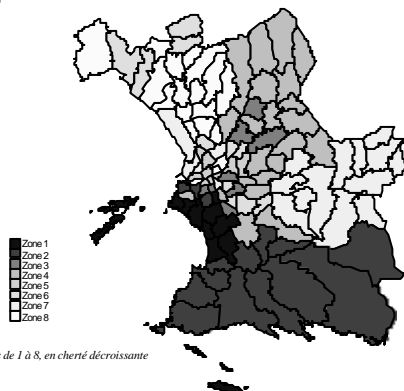 Zone 1
Zone 2
Zone 3
Zone 4
Zone 5
Zone 6
Zone 7
Zone 8
de 1 à 8, en cherté décroissante